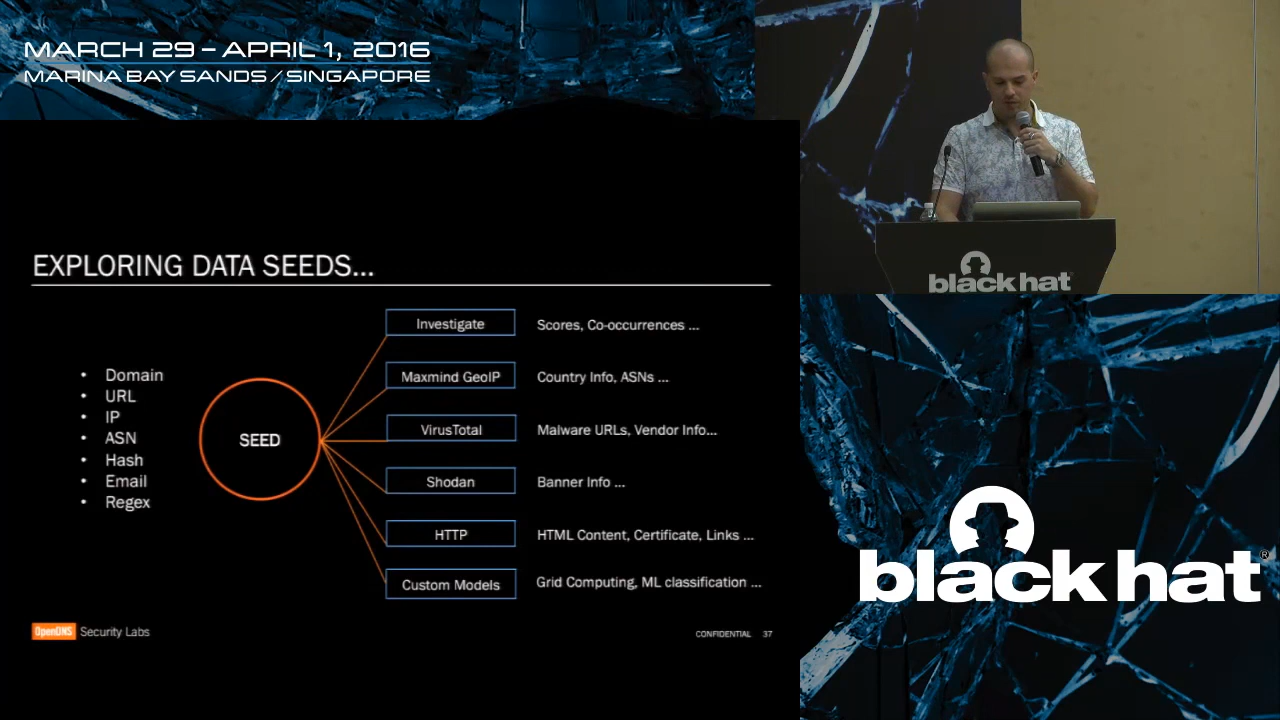 MARCH 29 – APRIL 1, 2016
MARINA BAY SANDS / SINGAPORE
EXPLORING DATA SEEDS...
• Domain
• URL
• IP
• ASN
• Hash
• Email
• Regex
SEED
Investigate Scores, Co-occurrences ...
Maxmind GeoIP Country Info, ASNs ...
VirusTotal Malware URLs, Vendor Info...
Shodan Banner Info ...
HTTP HTML Content, Certificate, Links ...
Custom Models Grid Computing, ML classification ...
OpenDNS Security Labs
CONFIDENTIAL 37
black hat
black hat®